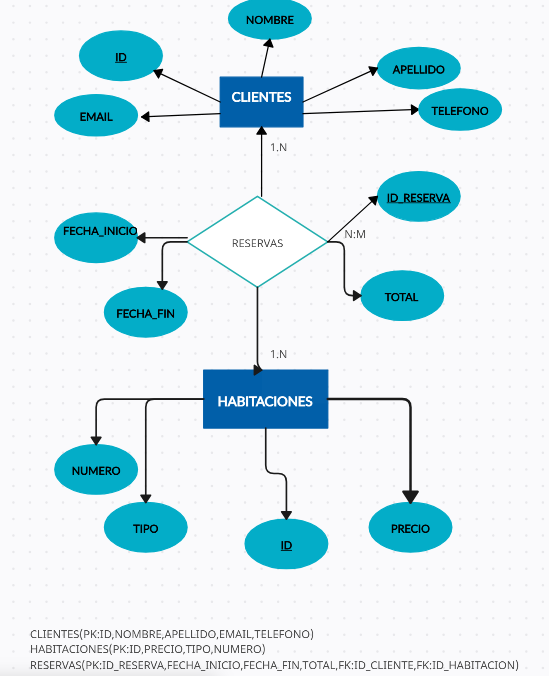 NOMBRE
ID
APELLIDO
CLIENTES
EMAIL
TELEFONO
1.N
ID_RESERVA
FECHA_INICIO
N:M
RESERVAS
TOTAL
FECHA_FIN
1.N
HABITACIONES
NUMERO
TIPO
PRECIO
ID
CLIENTES(PK:ID,NOMBRE,APELLIDO,EMAIL,TELEFONO)
HABITACIONES(PK:ID,PRECIO,TIPO,NUMERO)
RESERVAS(PK:ID_RESERVA,FECHA_INICIO,FECHA_FIN,TOTAL,FK:ID_CLIENTE,FK:ID_HABITACION)